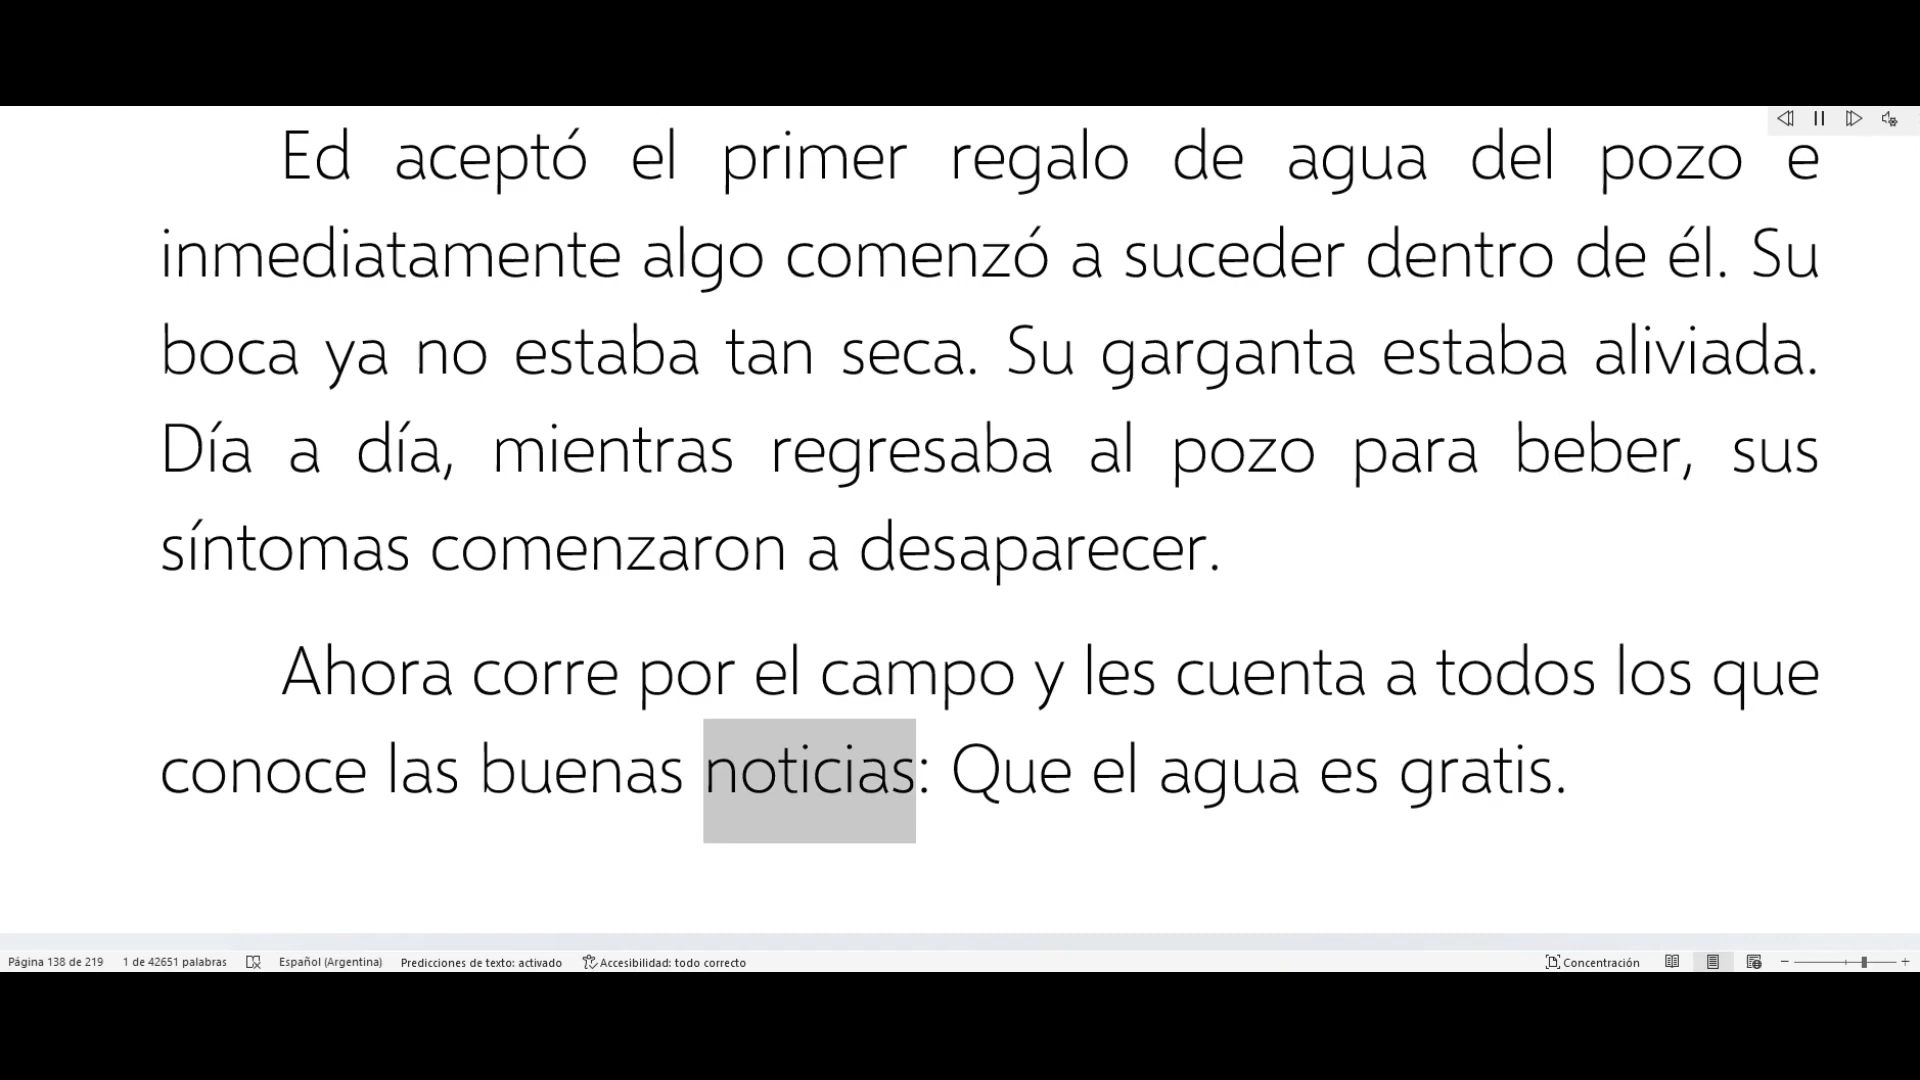 Ed aceptó el primer regalo de agua del pozo e
inmediatamente algo comenzó a suceder dentro de él. Su
boca ya no estaba tan seca. Su garganta estaba aliviada.
Día a día, mientras regresaba al pozo para beber, sus
síntomas comenzaron a desaparecer.
Ahora corre por el campo y les cuenta a todos los que
conoce las buenas noticias: Que el agua es gratis.
Página 138 de 219 1 de 42651 palabras Español (Argentina) Predicciones de texto: activado Accesibilidad: todo correcto Concentración